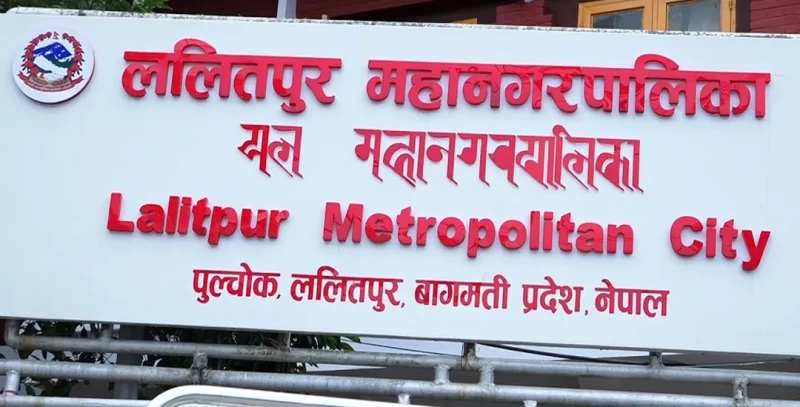 ललितपुर महानगरपालिका
𑐫𑐮 𑐩𑐴𑐵𑐣𑐐𑐬𑐥𑐵𑐮𑐶𑐎𑐵
Lalitpur Metropolitan City
पुल्चोक, ललितपुर, बागमती प्रदेश, नेपाल